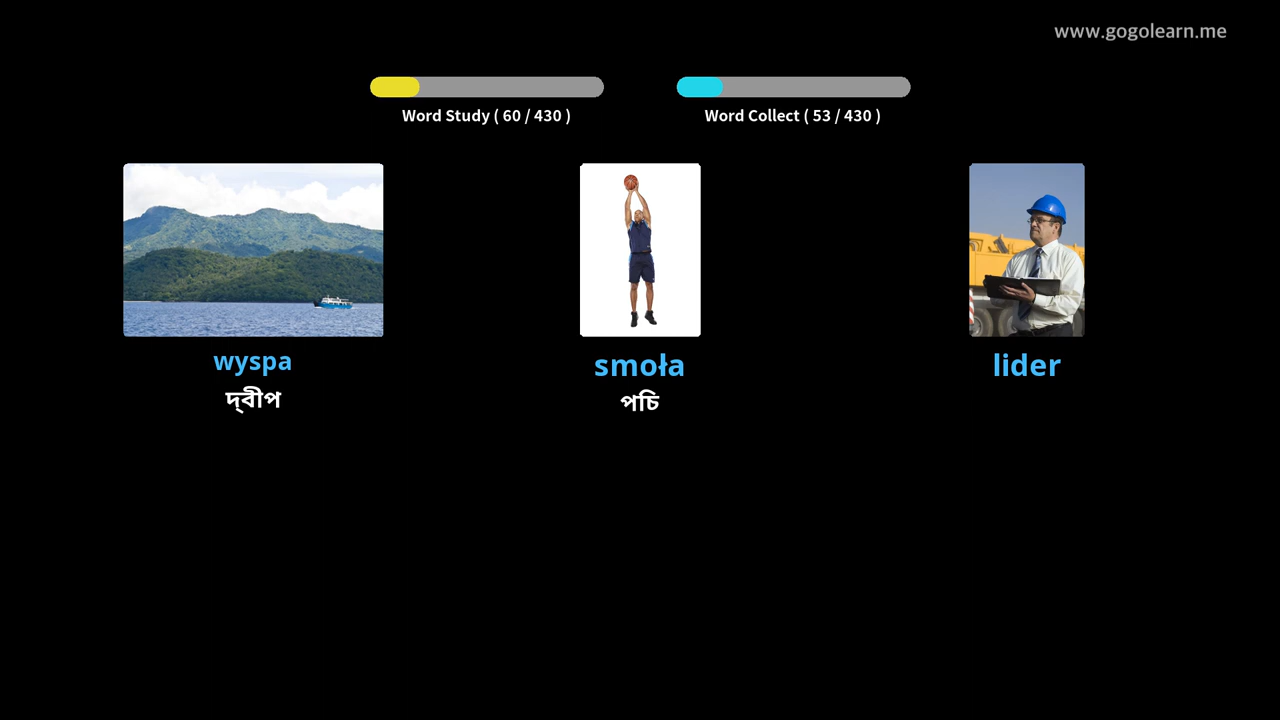 www.gogolearn.me
Word Study ( 60 / 430 )
Word Collect ( 53 / 430 )
wyspa
দ্বীপ
smoła
পচি
lider